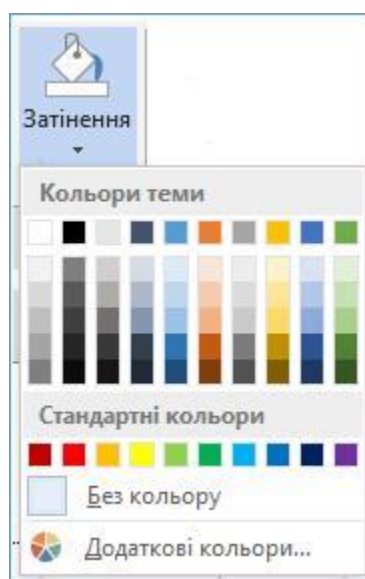 Затінення
Кольори теми
Стандартні кольори
Без кольору
Додаткові кольори...